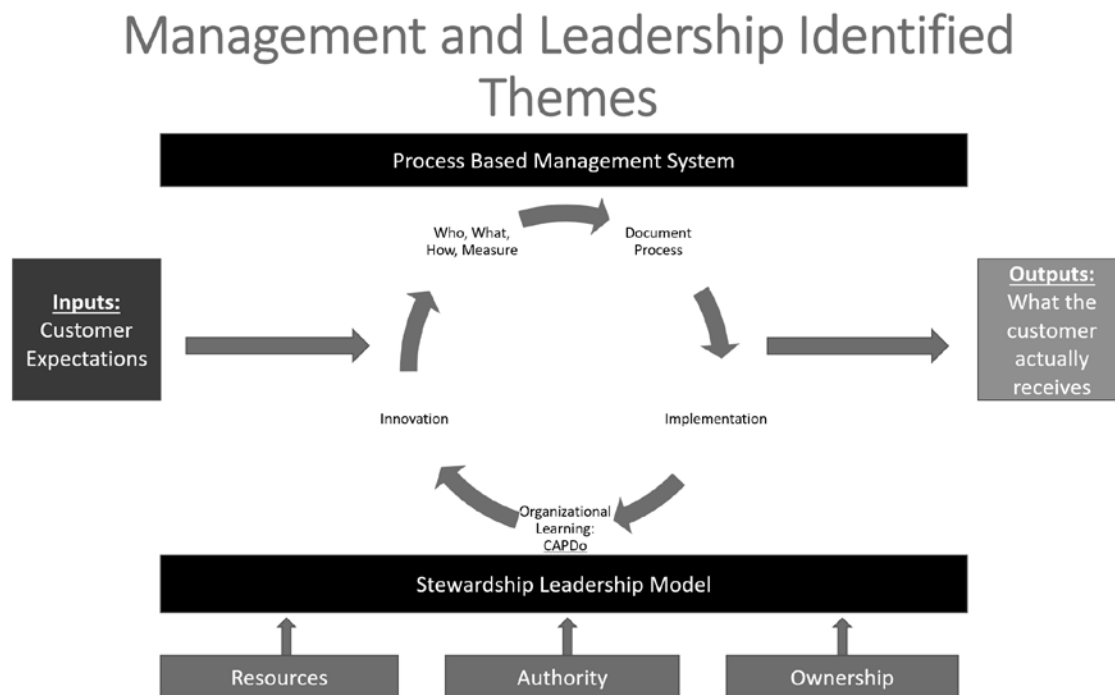 Management and Leadership Identified
Themes
Process Based Management System
Who, What,
How, Measure
Document
Process
Inputs:
Customer
Expectations
Outputs:
What the
customer
actually
receives
Innovation
Implementation
Organizational
Learning:
CAPDo
Stewardship Leadership Model
Resources
Authority
Ownership